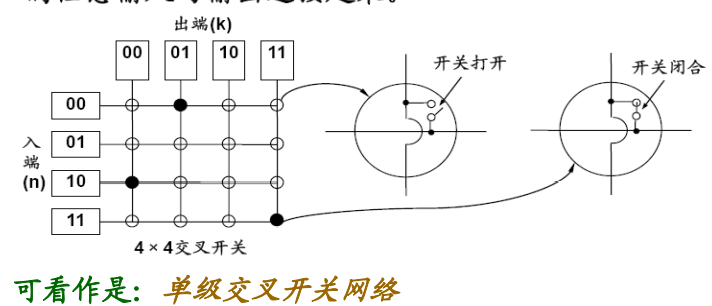 出端(k)
00 01 10 11
开关打开
开关闭合
00
01
10
11
入端(n)
4 × 4交叉开关
可看作是：单级交叉开关网络